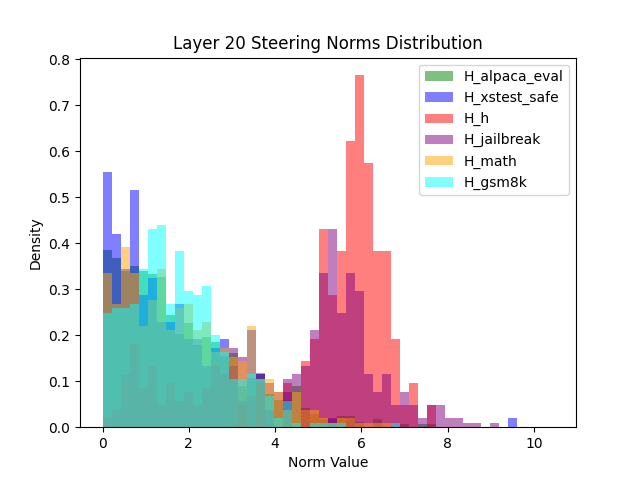 Layer 20 Steering Norms Distribution
0.8
0.7
0.6
0.5
0.4
0.3
0.2
0.1
0.0
Density
H_alpaca_eval
H_xstest_safe
H_h
H_jailbreak
H_math
H_gsm8k
0 2 4 6 8 10
Norm Value